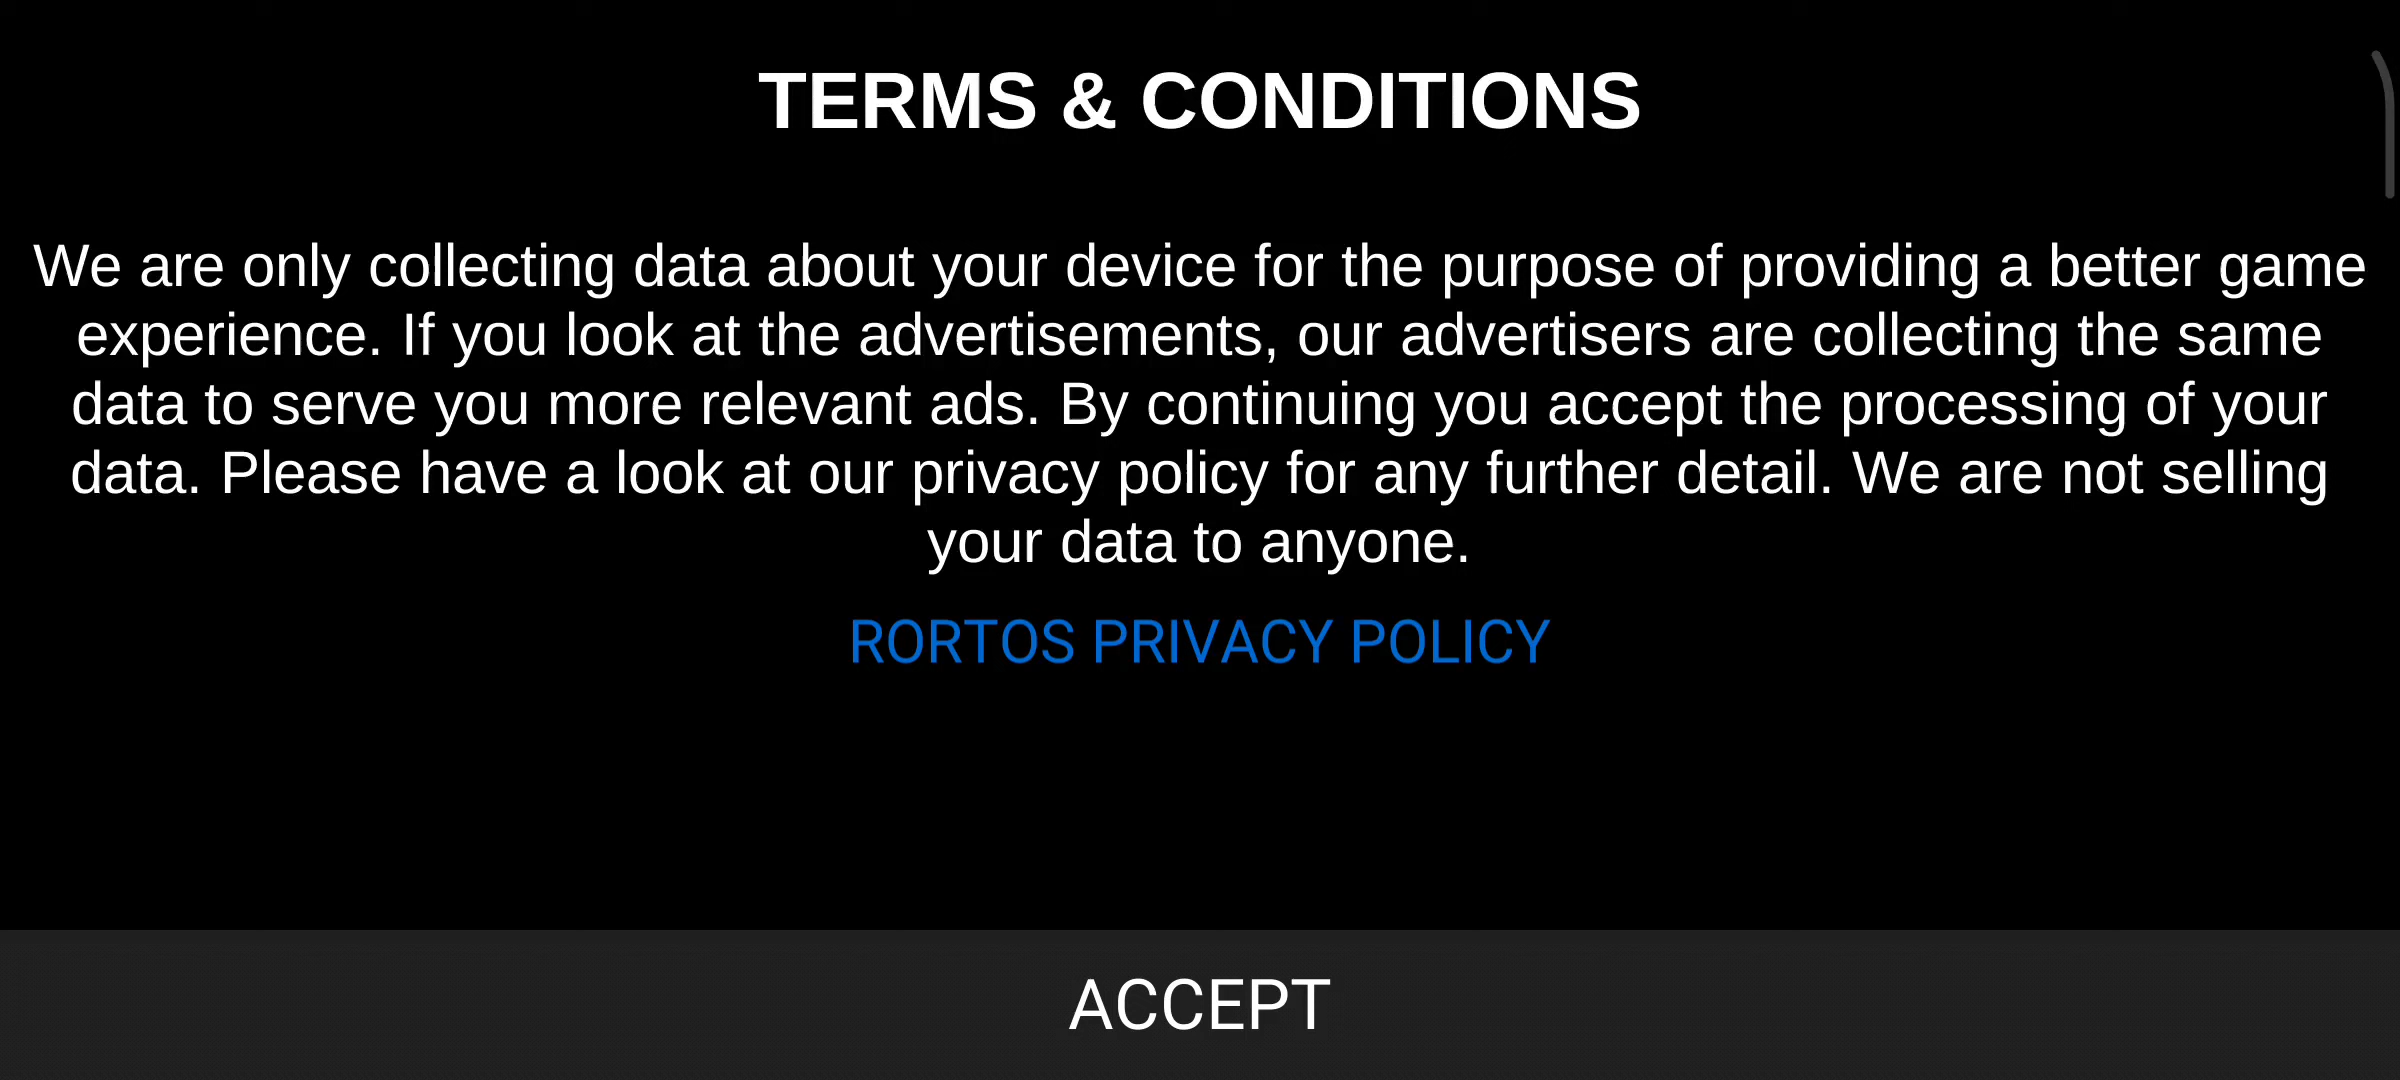 TERMS & CONDITIONS
We are only collecting data about your device for the purpose of providing a better game
experience. If you look at the advertisements, our advertisers are collecting the same
data to serve you more relevant ads. By continuing you accept the processing of your
data. Please have a look at our privacy policy for any further detail. We are not selling
your data to anyone.
RORTOS PRIVACY POLICY
ACCEPT